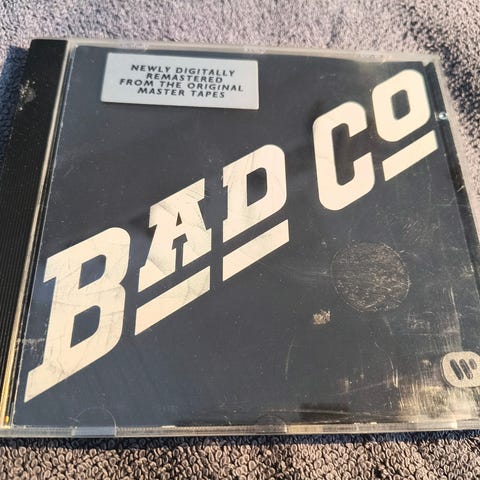 NEWLY DIGITALLY
REMASTERED
FROM THE ORIGINAL
MASTER TAPES
BAD CO